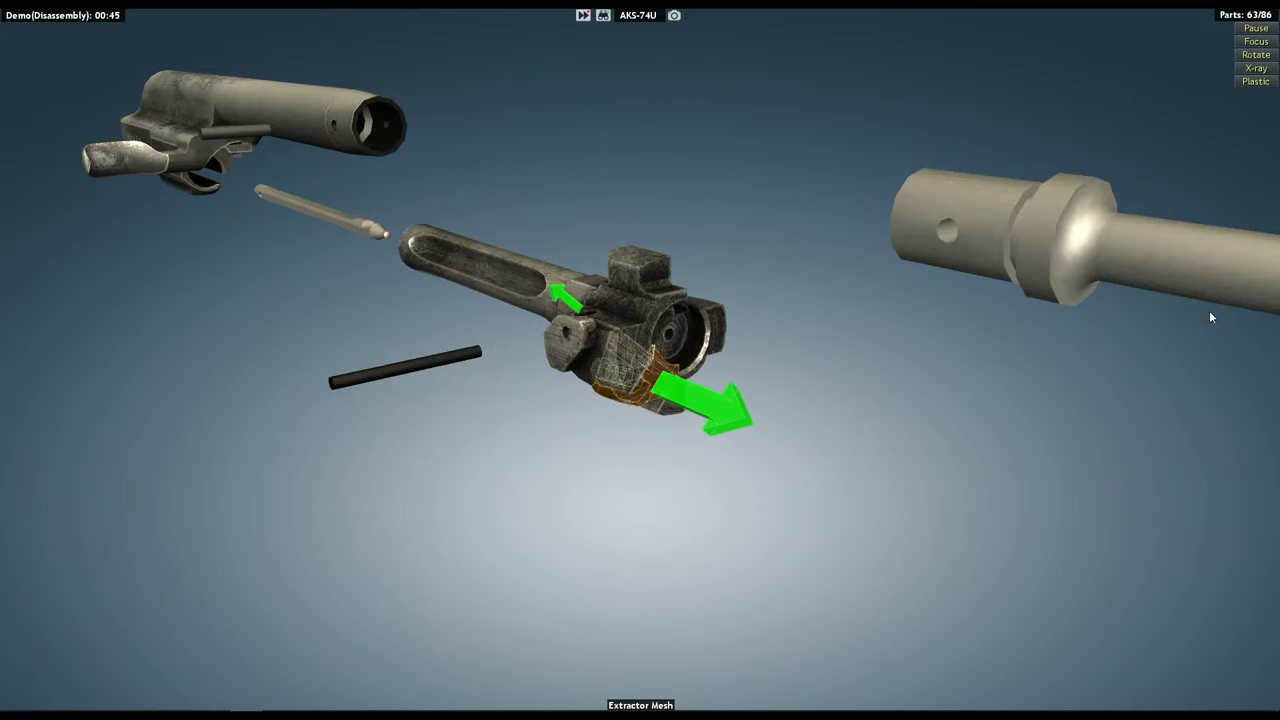 Demo(Disassembly): 00:45
AKS-74U
Parts: 63/86
Pause
Focus
Rotate
X-ray
Plastic
Extractor Mesh